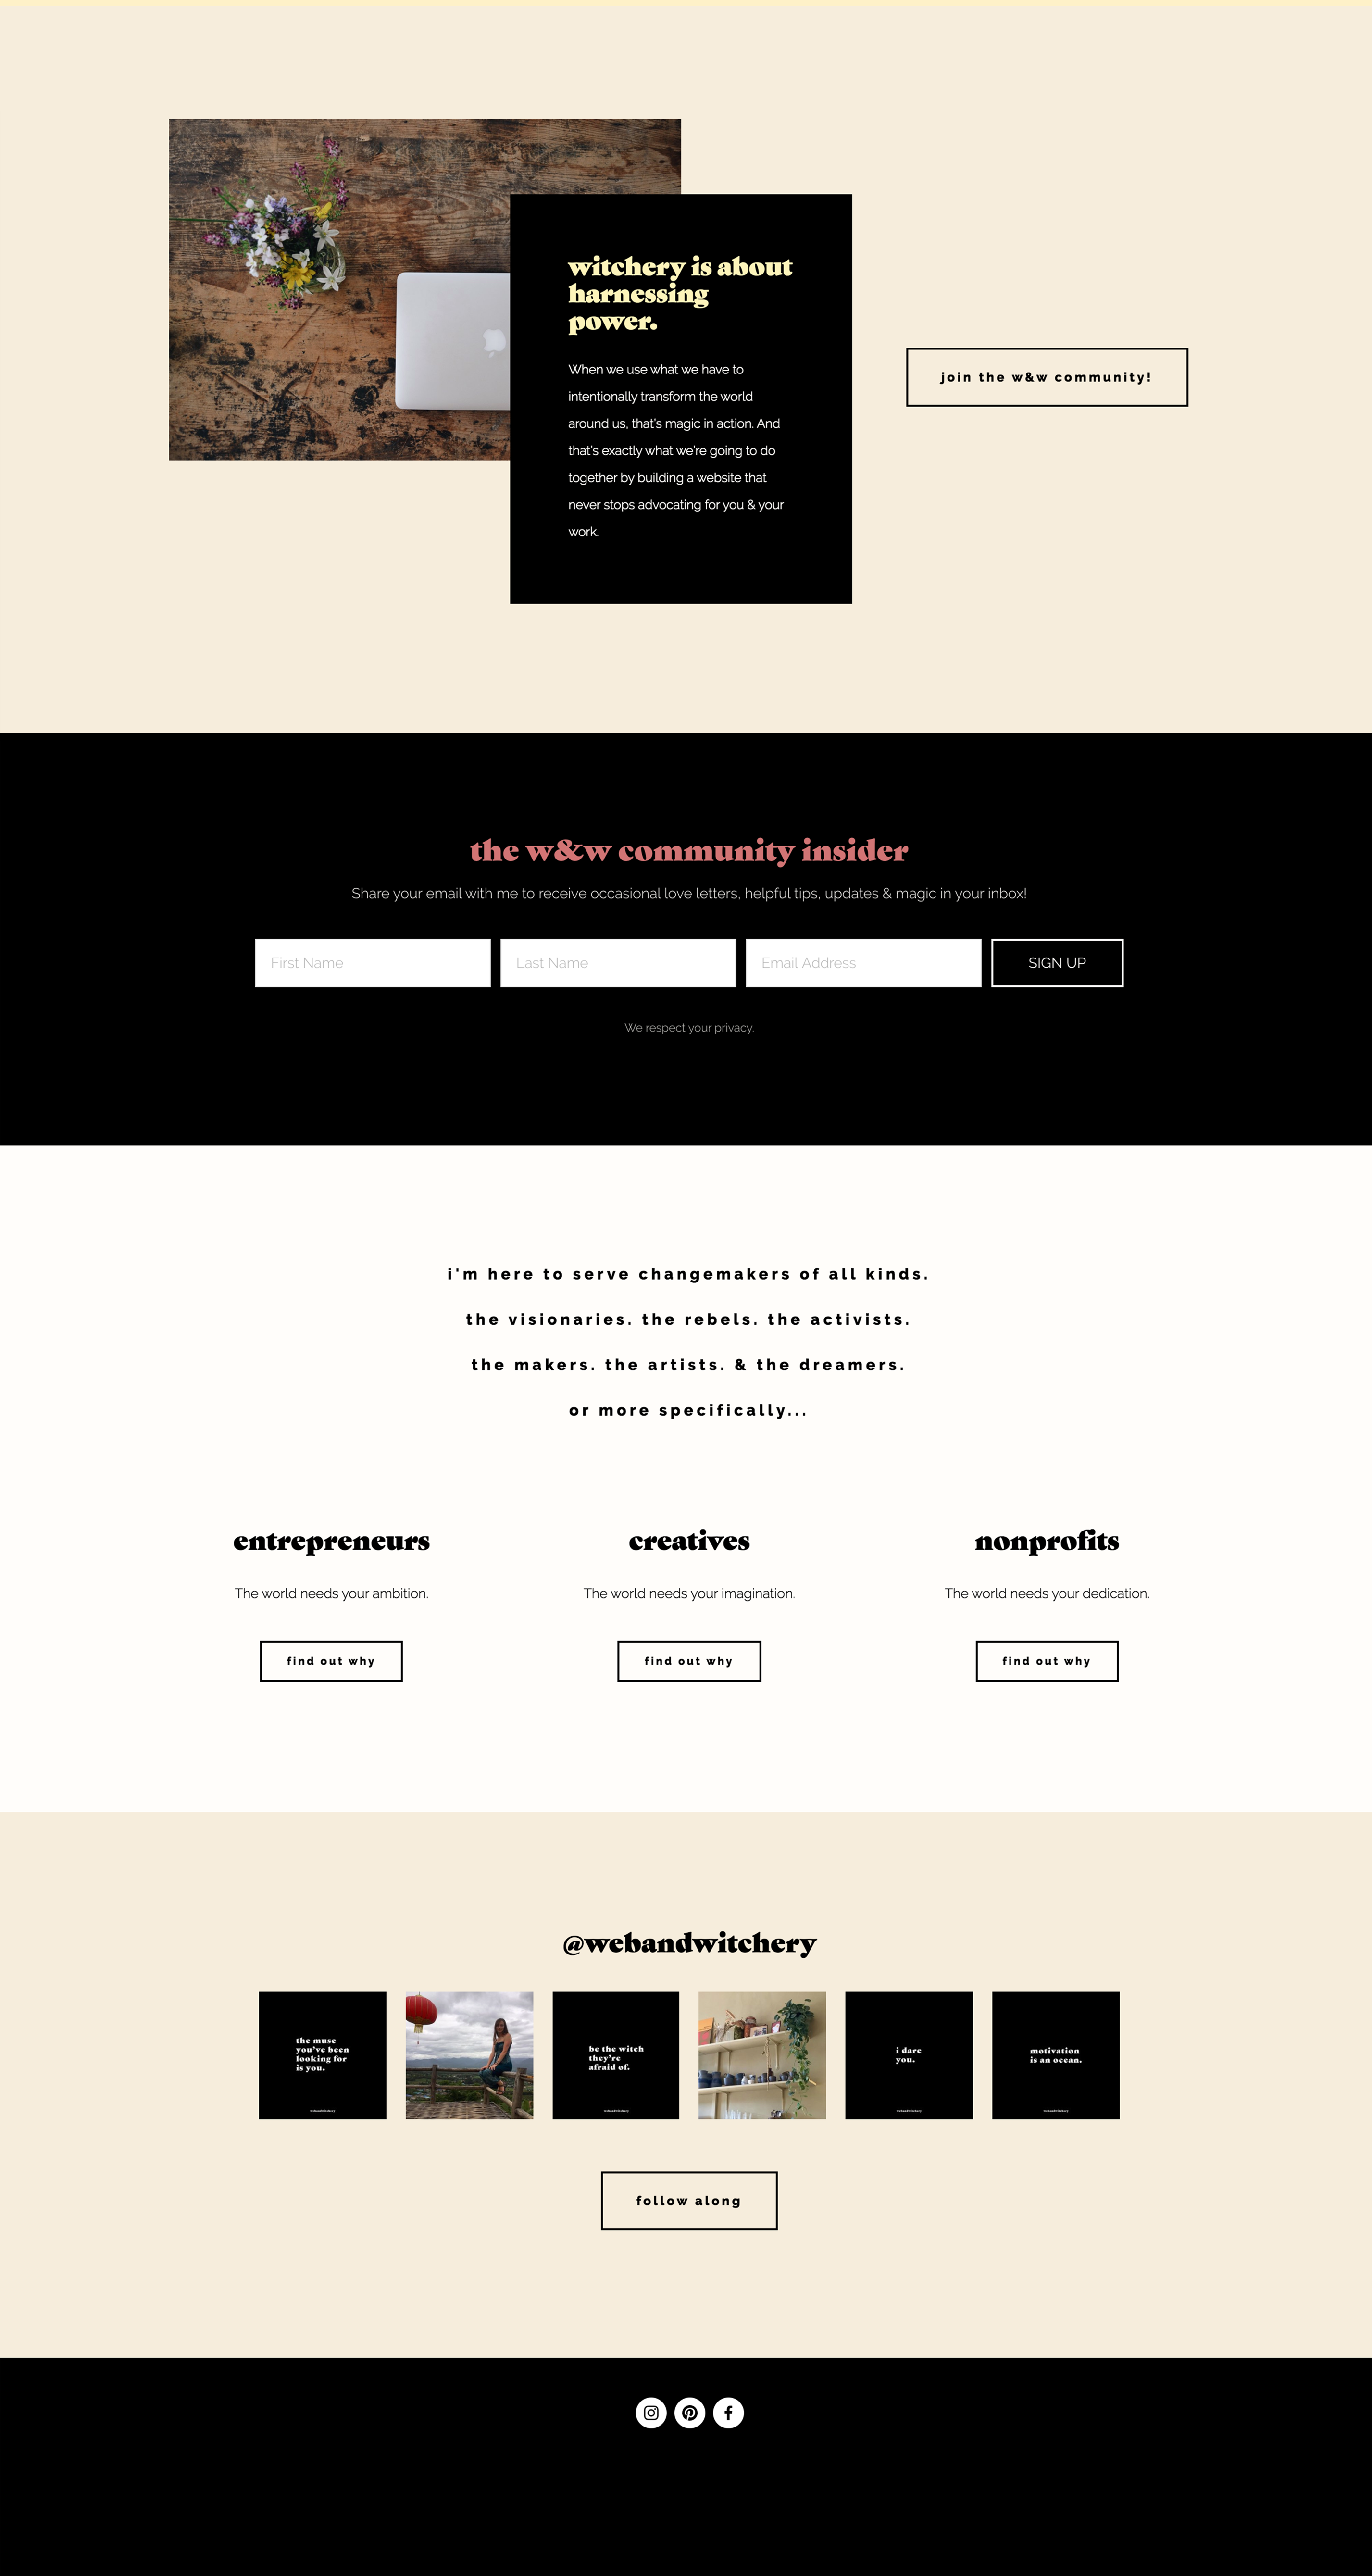 witchery is about
harnessing
power.
When we use what we have to
intentionally transform the world
around us, that's magic in action. And
that's exactly what we're going to do
together by building a website that
never stops advocating for you & your
work.
join the w&w community!
the w&w community insider
Share your email with me to receive occasional love letters, helpful tips, updates & magic in your inbox!
First Name
Last Name
Email Address
SIGN UP
We respect your privacy.
i'm here to serve changemakers of all kinds.
the visionaries. the rebels. the activists.
the makers. the artists. & the dreamers.
or more specifically...
entrepreneurs
The world needs your ambition.
find out why
creatives
The world needs your imagination.
find out why
nonprofits
The world needs your dedication.
find out why
@webandwitchery
the muse
you've been
looking for
is you.
webandwitchery
be the witch
they're
afraid of.
webandwitchery
i dare
you.
webandwitchery
motivation
is an ocean.
webandwitchery
follow along